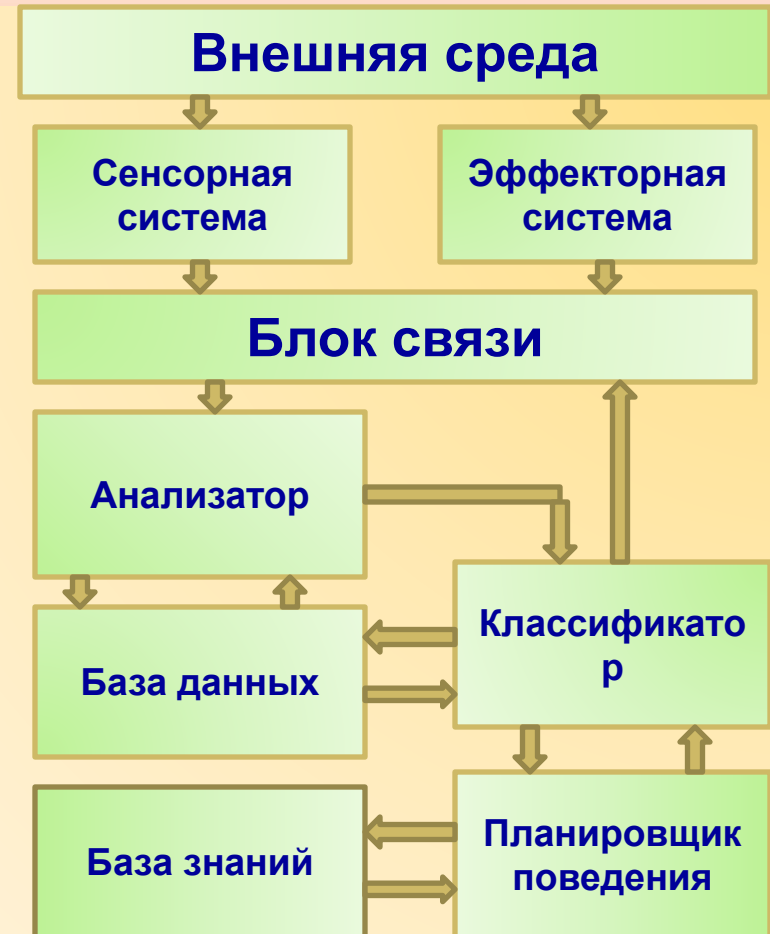 Внешняя среда
Сенсорная
система
Эффекторная
система
Блок связи
Анализатор
Классификато
р
База данных
База знаний
Планировщик
поведения